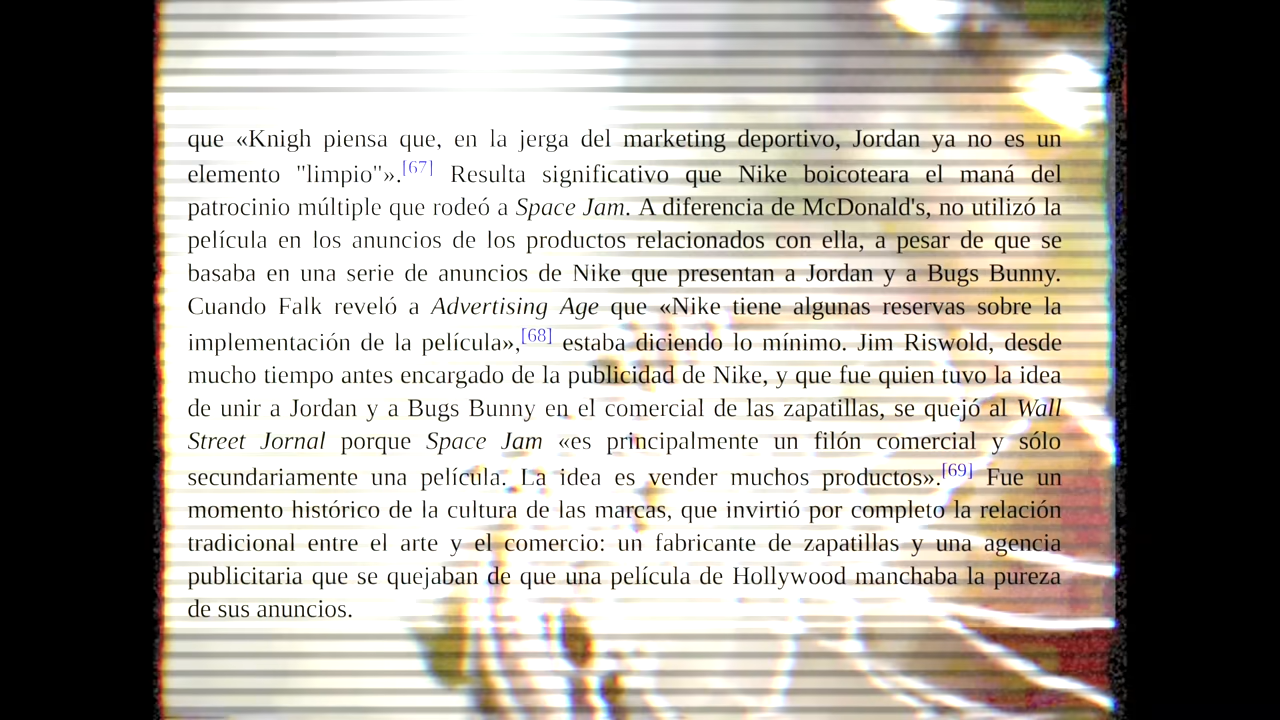 que «Knigh piensa que, en la jerga del marketing deportivo, Jordan ya no es un
elemento "limpio"».[67] Resulta significativo que Nike boicoteara el maná del
patrocinio múltiple que rodeó a Space Jam. A diferencia de McDonald's, no utilizó la
película en los anuncios de los productos relacionados con ella, a pesar de que se
basaba en una serie de anuncios de Nike que presentan a Jordan y a Bugs Bunny.
Cuando Falk reveló a Advertising Age que «Nike tiene algunas reservas sobre la
implementación de la película»,[68] estaba diciendo lo mínimo. Jim Riswold, desde
mucho tiempo antes encargado de la publicidad de Nike, y que fue quien tuvo la idea
de unir a Jordan y a Bugs Bunny en el comercial de las zapatillas, se quejó al Wall
Street Jornal porque Space Jam «es principalmente un filón comercial y sólo
secundariamente una película. La idea es vender muchos productos».[69] Fue un
momento histórico de la cultura de las marcas, que invirtió por completo la relación
tradicional entre el arte y el comercio: un fabricante de zapatillas y una agencia
publicitaria que se quejaban de que una película de Hollywood manchaba la pureza
de sus anuncios.